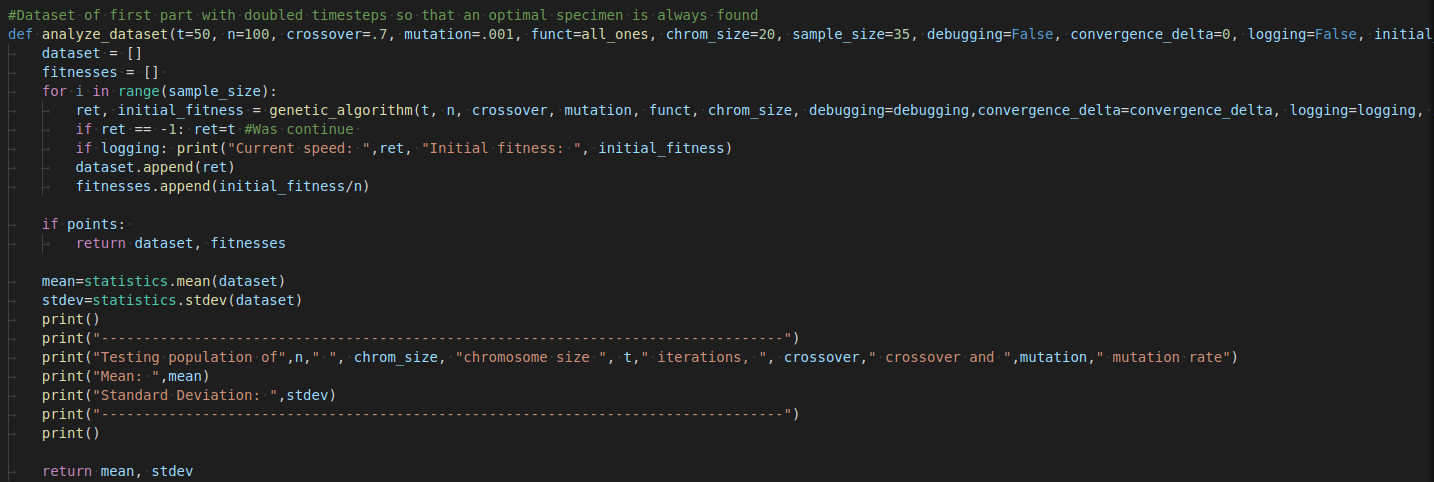 #Dataset of first part with doubled timesteps so that an optimal specimen is always found
def analyze_dataset(t=50, n=100, crossover=.7, mutation=.001, funct=all_ones, chrom_size=20, sample_size=35, debugging=False, convergence_delta=0, logging=False, initial
dataset = []
fitnesses = []
for i in range(sample_size):
ret, initial_fitness = genetic_algorithm(t, n, crossover, mutation, funct, chrom_size, debugging=debugging,convergence_delta=convergence_delta, logging=logging,
if ret == -1: ret=t #Was continue
if logging: print("Current speed: ",ret, "Initial fitness: ", initial_fitness)
dataset.append(ret)
fitnesses.append(initial_fitness/n)
if points:
return dataset, fitnesses
mean=statistics.mean(dataset)
stdev=statistics.stdev(dataset)
print()
print("---------------------------------------------------------------------------------")
print("Testing population of",n," ", chrom_size, "chromosome size ", t," iterations, ", crossover," crossover and ",mutation," mutation rate")
print("Mean: ",mean)
print("Standard Deviation: ",stdev)
print("---------------------------------------------------------------------------------")
print()
return mean, stdev